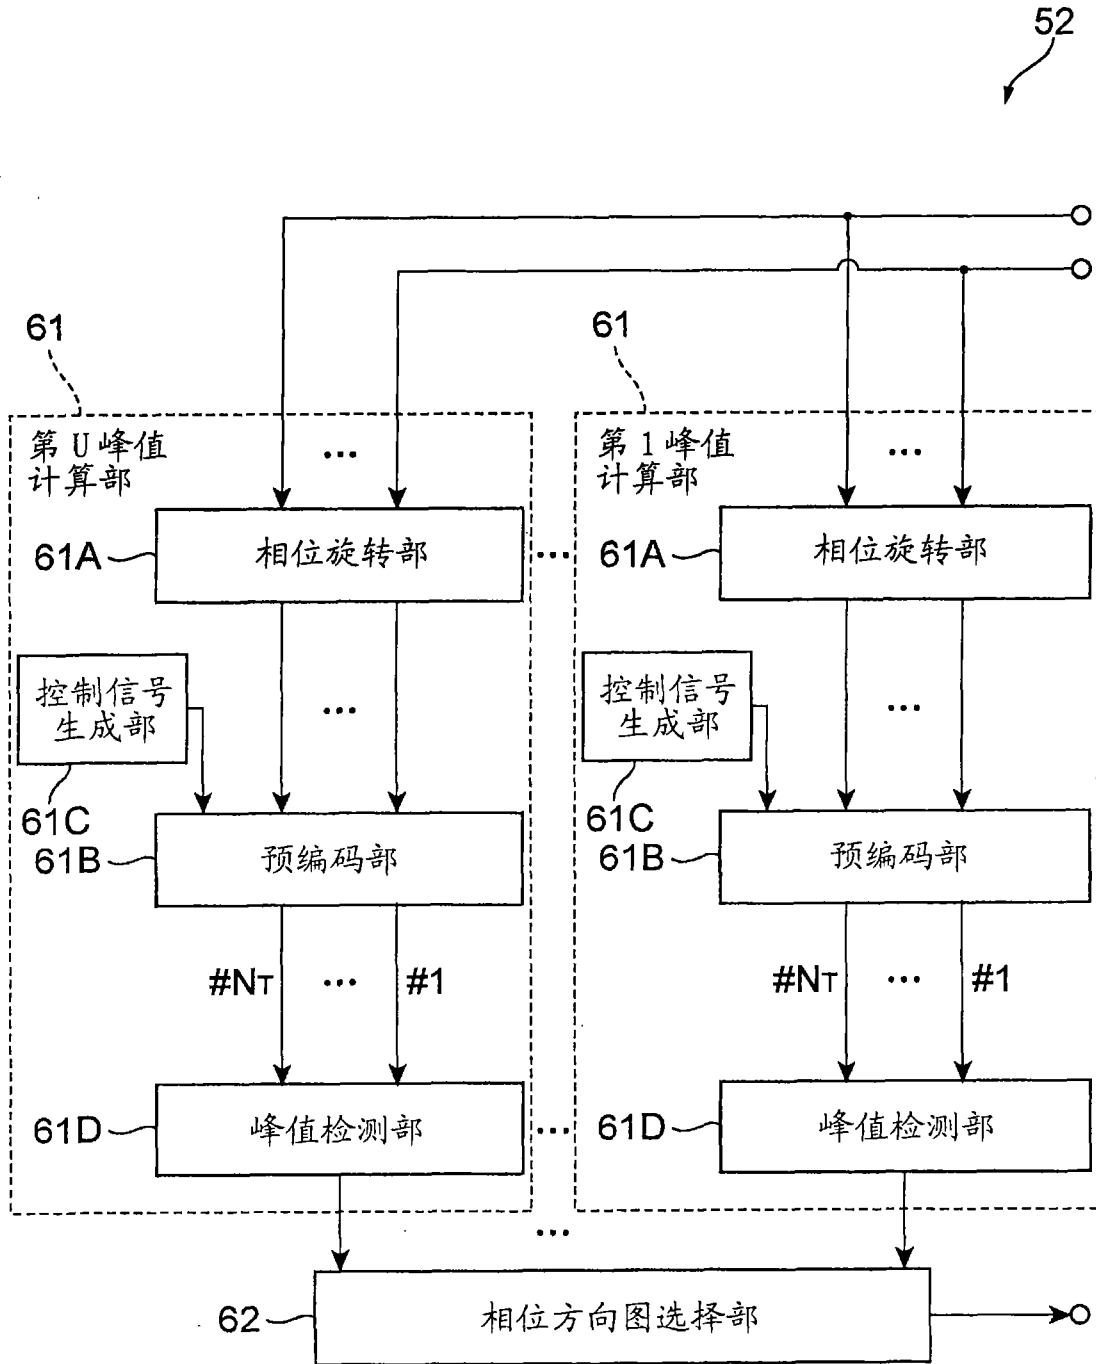 52
61
61
第U峰值
计算部
...
第1峰值
计算部
...
61A
相位旋转部
...
61A
相位旋转部
控制信号
生成部
...
控制信号
生成部
...
61C
61C
61B
预编码部
61B
预编码部
#NT
...
#1
#NT
...
#1
61D
峰值检测部
...
61D
峰值检测部
...
62
相位方向图选择部